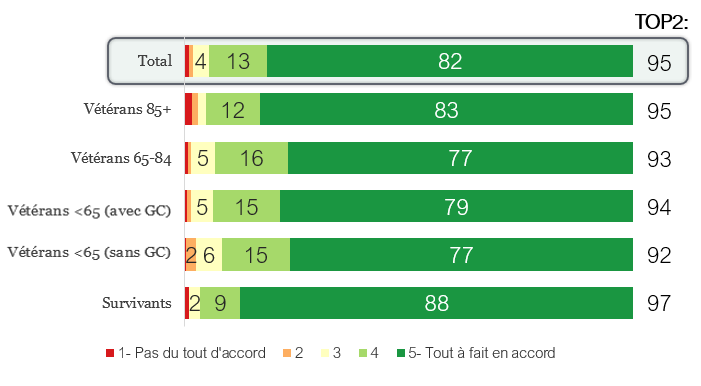 TOP2:
Total 4 13 82 95
Vétérans 85+ 12 83 95
Vétérans 65-84 5 16 77 93
Vétérans <65 (avec GC) 5 15 79 94
Vétérans <65 (sans GC) 2 6 15 77 92
Survivants 2 9 88 97
1- Pas du tout d'accord 2 3 4 5- Tout à fait en accord